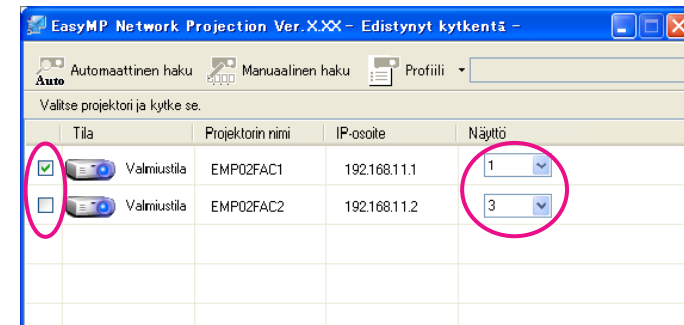 EasyMP Network Projection Ver.X.XX – Edistynyt kytkentä –
Auto Automaattinen haku Manuaalinen haku Profiili
Valitse projektori ja kytke se.
Tila Projektorin nimi IP-osoite Näyttö
Valmiustila EMP02FAC1 192.168.11.1 1
Valmiustila EMP02FAC2 192.168.11.2 3